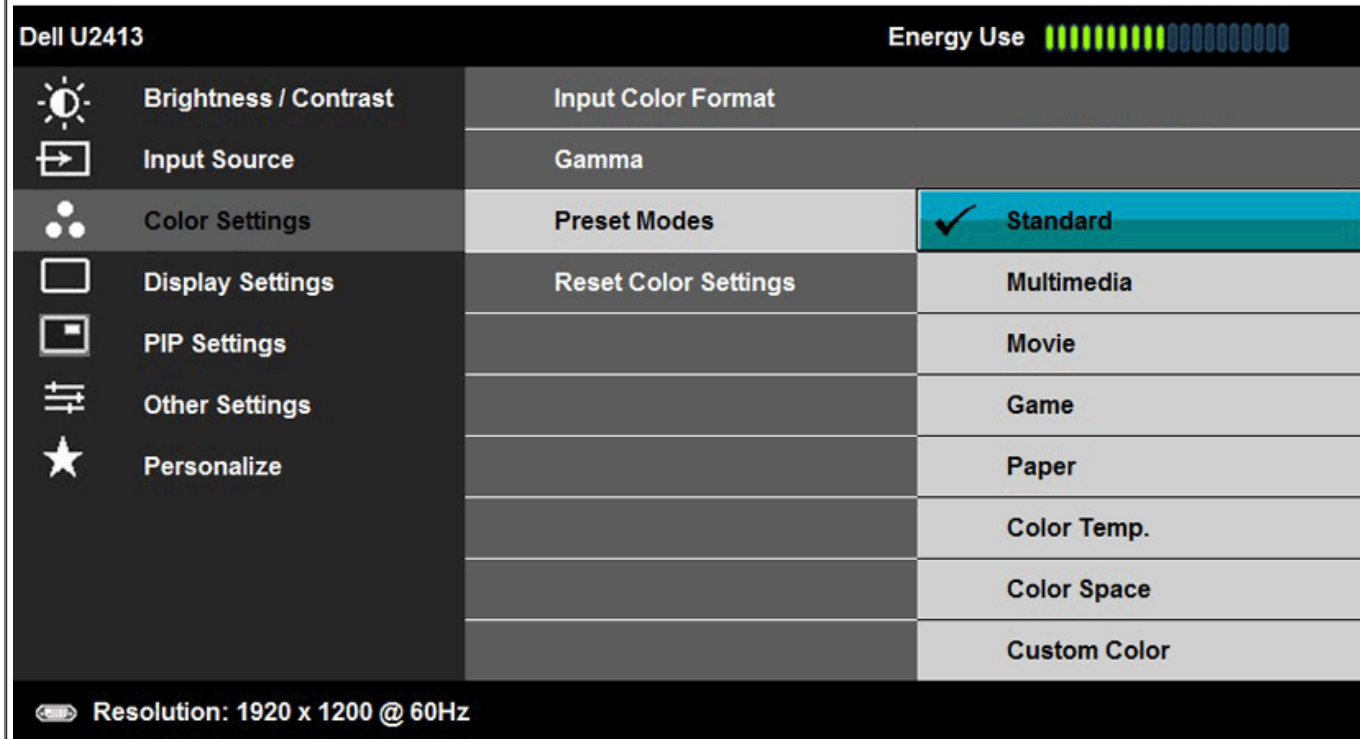 Dell U2413 Energy Use
Brightness / Contrast Input Color Format
Input Source Gamma
Color Settings Preset Modes Standard
Display Settings Reset Color Settings Multimedia
PIP Settings Movie
Other Settings Game
Personalize Paper
Color Temp.
Color Space
Custom Color
Resolution: 1920 x 1200 @ 60Hz